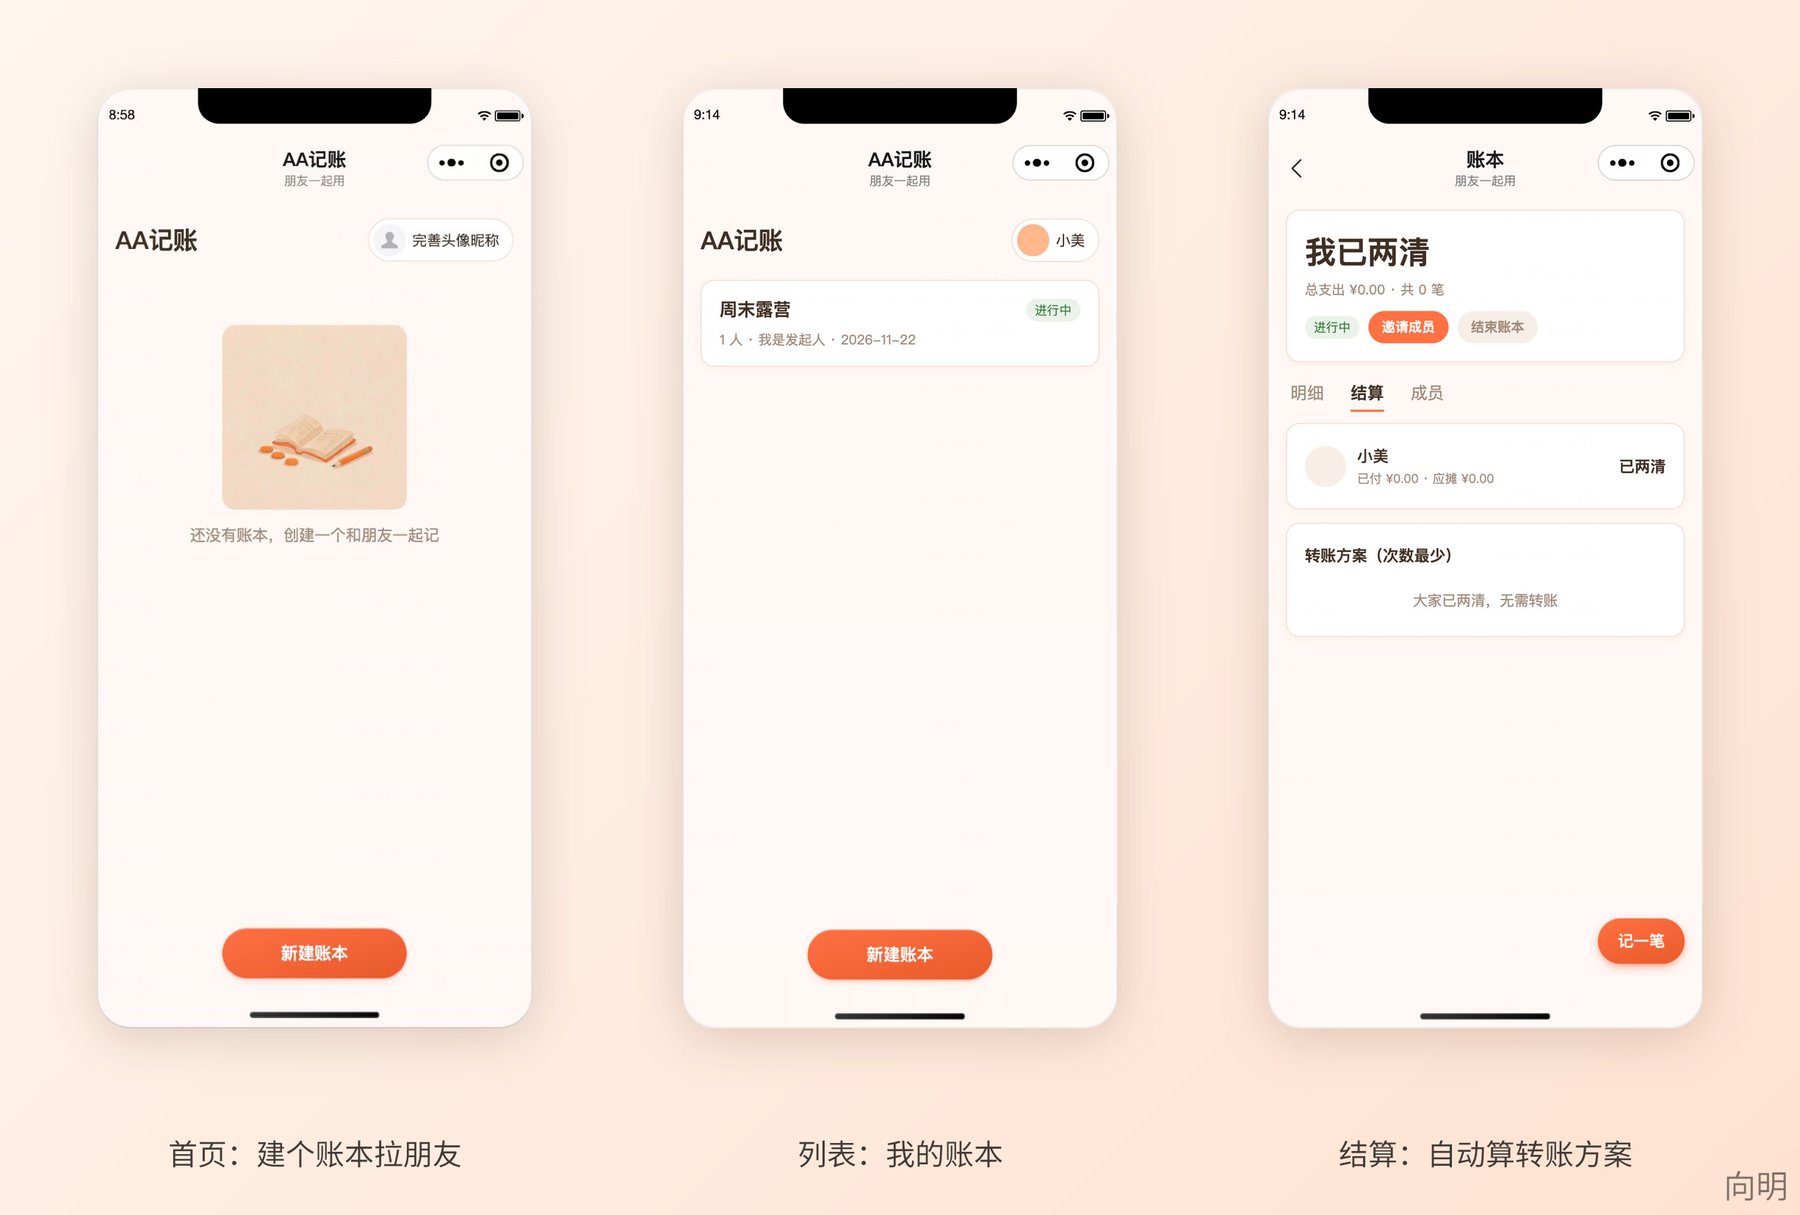 8:58
AA记账
朋友一起用
AA记账
完善头像昵称
还没有账本，创建一个和朋友一起记
新建账本
首页：建个账本拉朋友
9:14
AA记账
朋友一起用
AA记账
小美
周末露营
进行中
1 人 · 我是发起人 · 2026-11-22
新建账本
列表：我的账本
9:14
账本
朋友一起用
我已两清
总支出 ¥0.00 · 共 0 笔
进行中 邀请成员 结束账本
明细 结算 成员
小美
已付 ¥0.00 · 应摊 ¥0.00
已两清
转账方案（次数最少）
大家已两清，无需转账
记一笔
结算：自动算转账方案
向明